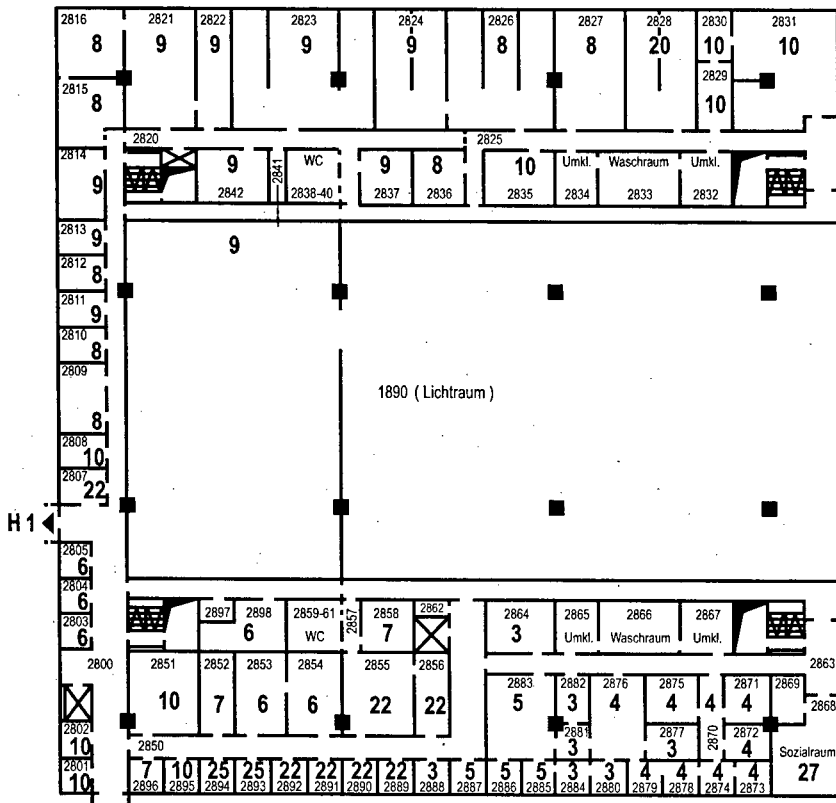 2816 2821 2822 2823 2824 2826 2827 2828 2830 2831
8 9 9 9 9 8 8 20 10 10
2815 2829
8 10
2820 2825
2814 9 2841 WC 9 8 10 Umkl. Waschraum Umkl.
9 2842 2838-40 2837 2836 2835 2834 2833 2832
2813
9 9
2812
8
2811
9
2810
8
2809
1890 ( Lichtraum )
8
2808
10
2807
22
H 1
2805
6
2804
6
2803
6
2897 2898 2859-61 2857 2858 2862 2864 2865 2866 2867
6 WC 7 3 Umkl. Waschraum Umkl.
2800 2851 2852 2853 2854 2855 2856 2863
10 7 6 6 22 22
2883 2882 2876 2875 2871 2869 2868
5 3 4 4 4 4
2802 2850 2881 2877 2870 2872
10 3 3 4 Sozialraum
2801 7 10 25 25 22 22 22 22 3 5 5 5 3 3 4 4 4 4 27
10 2896 2895 2894 2893 2892 2891 2890 2889 2888 2887 2886 2885 2884 2880 2879 2878 2874 2873